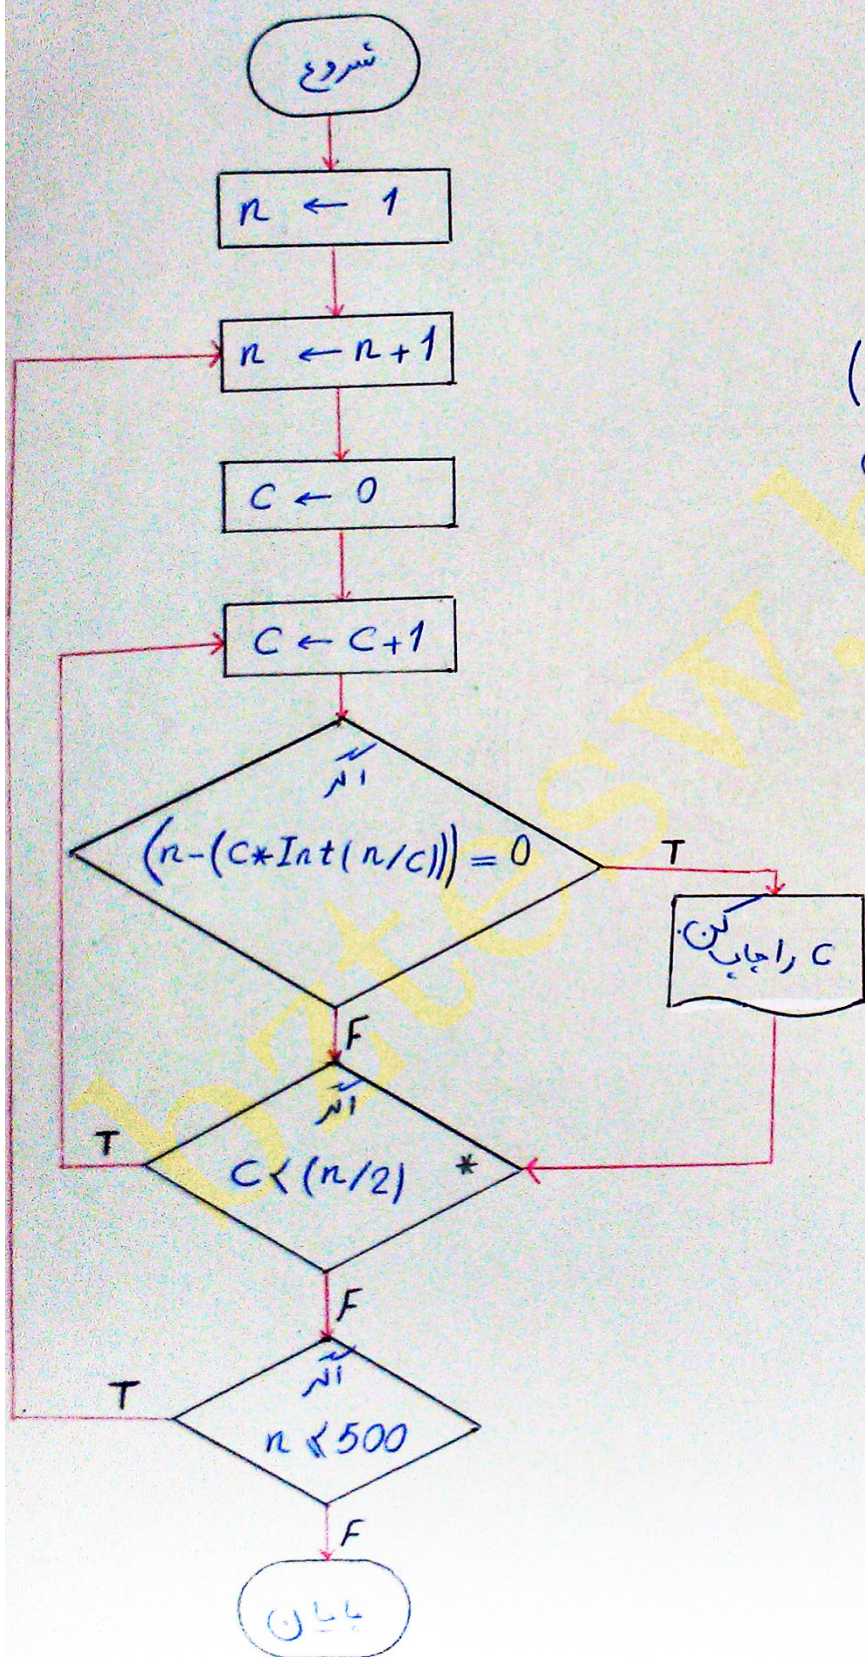 شروع
n ← 1
n ← n+1
C ← 0
C ← C+1
اگر
(n-(C*Int(n/C)))=0
T
C را چاپ کن.
F
اگر
C<(n/2) *
T
F
اگر
n⩽500
T
F
پایان